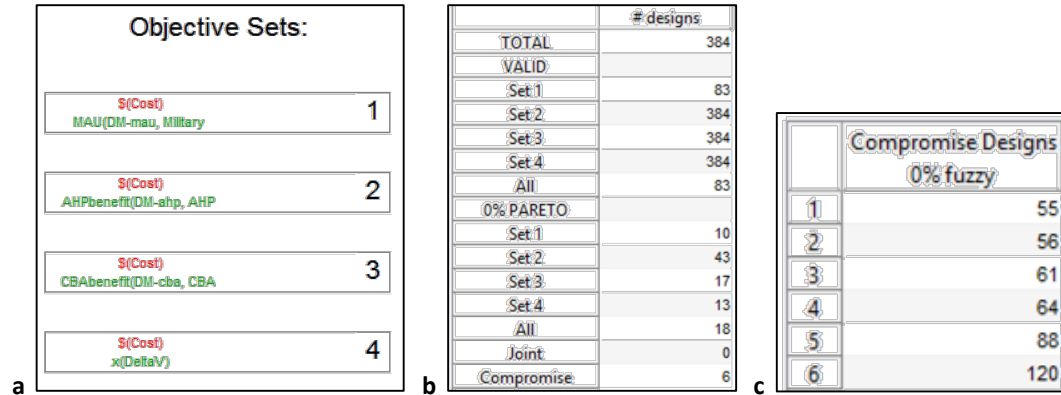 Objective Sets:
$(Cost)
MAU(DM-mau, Military
1
$(Cost)
AHPbenefit(DM-ahp, AHP
2
$(Cost)
CBAbenefit(DM-cba, CBA
3
$(Cost)
x(DeltaV)
4
a
# designs
TOTAL 384
VALID
Set 1 83
Set 2 384
Set 3 384
Set 4 384
All 83
0% PARETO
Set 1 10
Set 2 43
Set 3 17
Set 4 13
All 18
Joint 0
Compromise 6
b
Compromise Designs
0% fuzzy
1 55
2 56
3 61
4 64
5 88
6 120
c